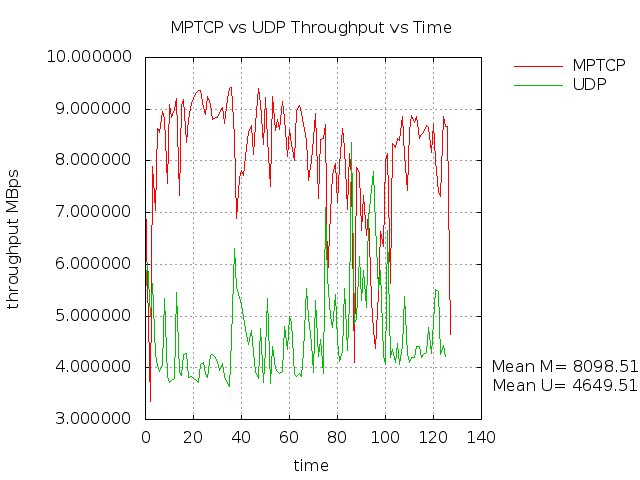 MPTCP vs UDP Throughput vs Time
10.000000
9.000000
8.000000
7.000000
6.000000
5.000000
4.000000
3.000000
throughput MBps
0 20 40 60 80 100 120 140
time
MPTCP
UDP
Mean M= 8098.51
Mean U= 4649.51